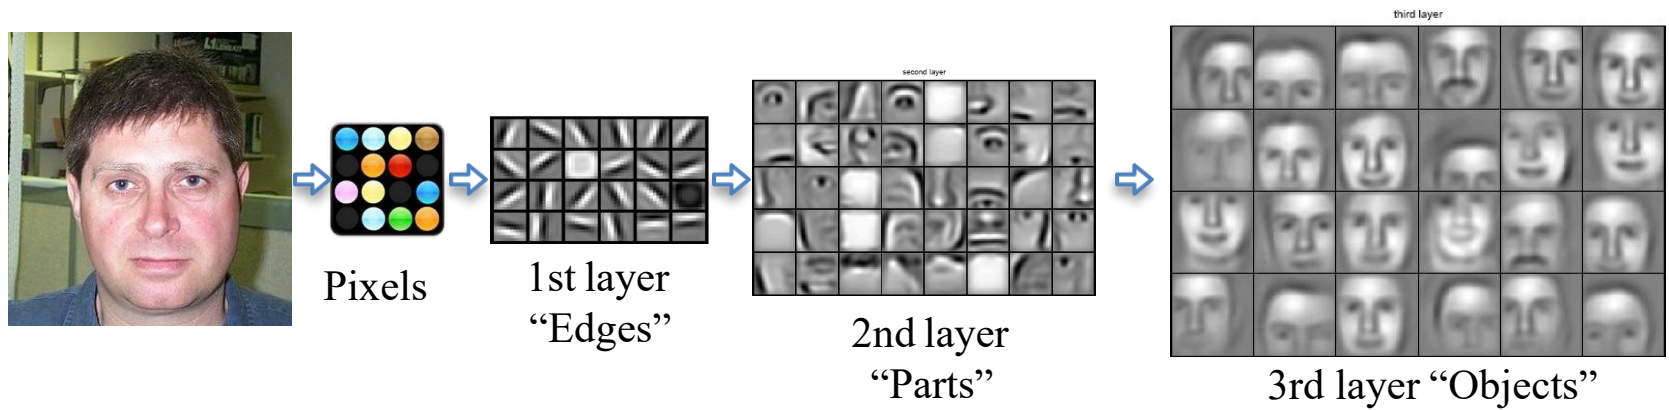 third layer
second layer
Pixels
1st layer
“Edges”
2nd layer
“Parts”
3rd layer “Objects”